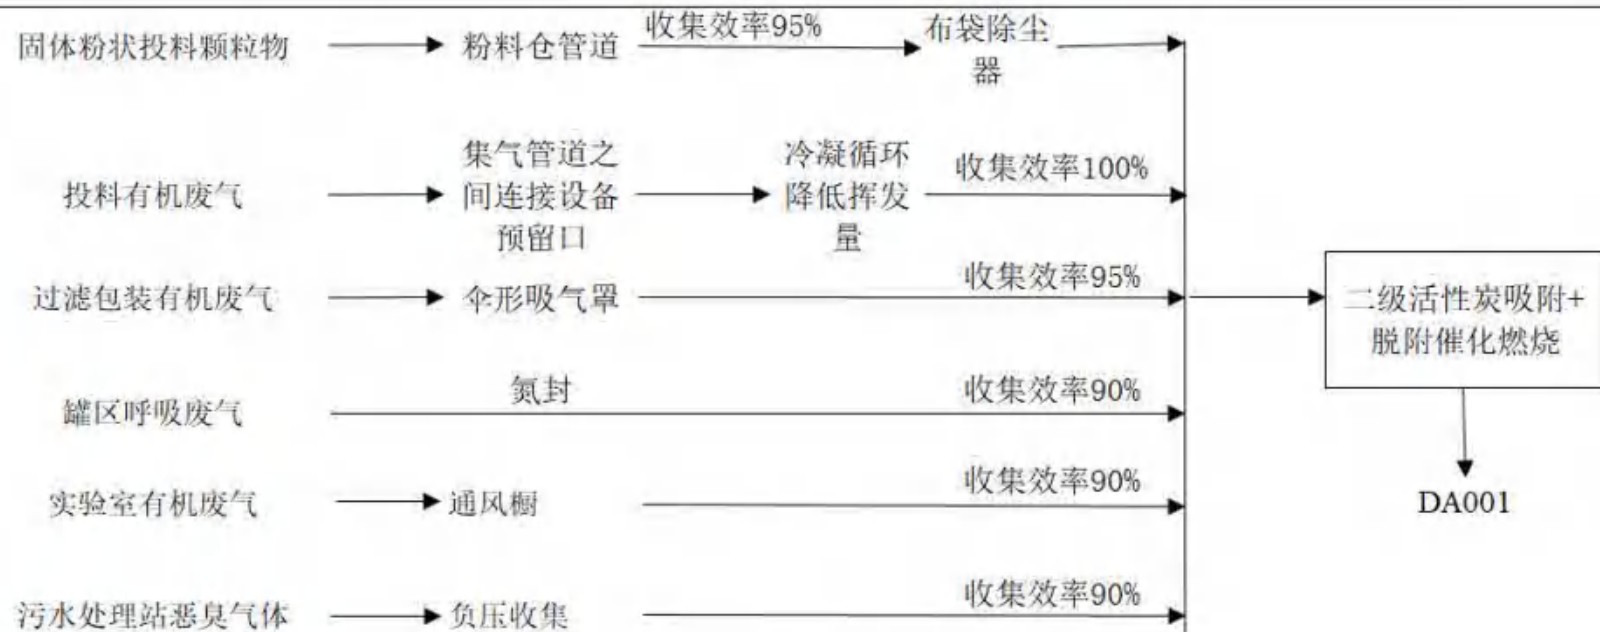 固体粉状投料颗粒物
粉料仓管道
收集效率95%
布袋除尘
器
投料有机废气
集气管道之
间连接设备
预留口
冷凝循环
降低挥发
量
收集效率100%
过滤包装有机废气
伞形吸气罩
收集效率95%
二级活性炭吸附+
脱附催化燃烧
罐区呼吸废气
氮封
收集效率90%
实验室有机废气
通风橱
收集效率90%
DA001
污水处理站恶臭气体
负压收集
收集效率90%